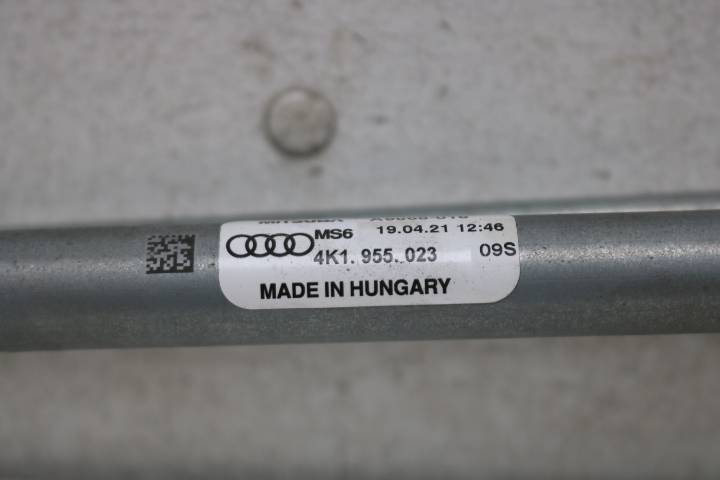 MS6 19.04.21 12:46
4K1. 955. 023 09S
MADE IN HUNGARY